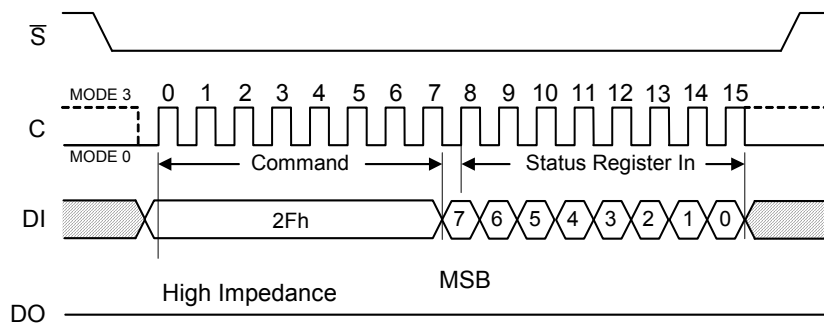 S
MODE 3
0 1 2 3 4 5 6 7 8 9 10 11 12 13 14 15
C
MODE 0
Command
Status Register In
DI
2Fh
7 6 5 4 3 2 1 0
MSB
High Impedance
DO